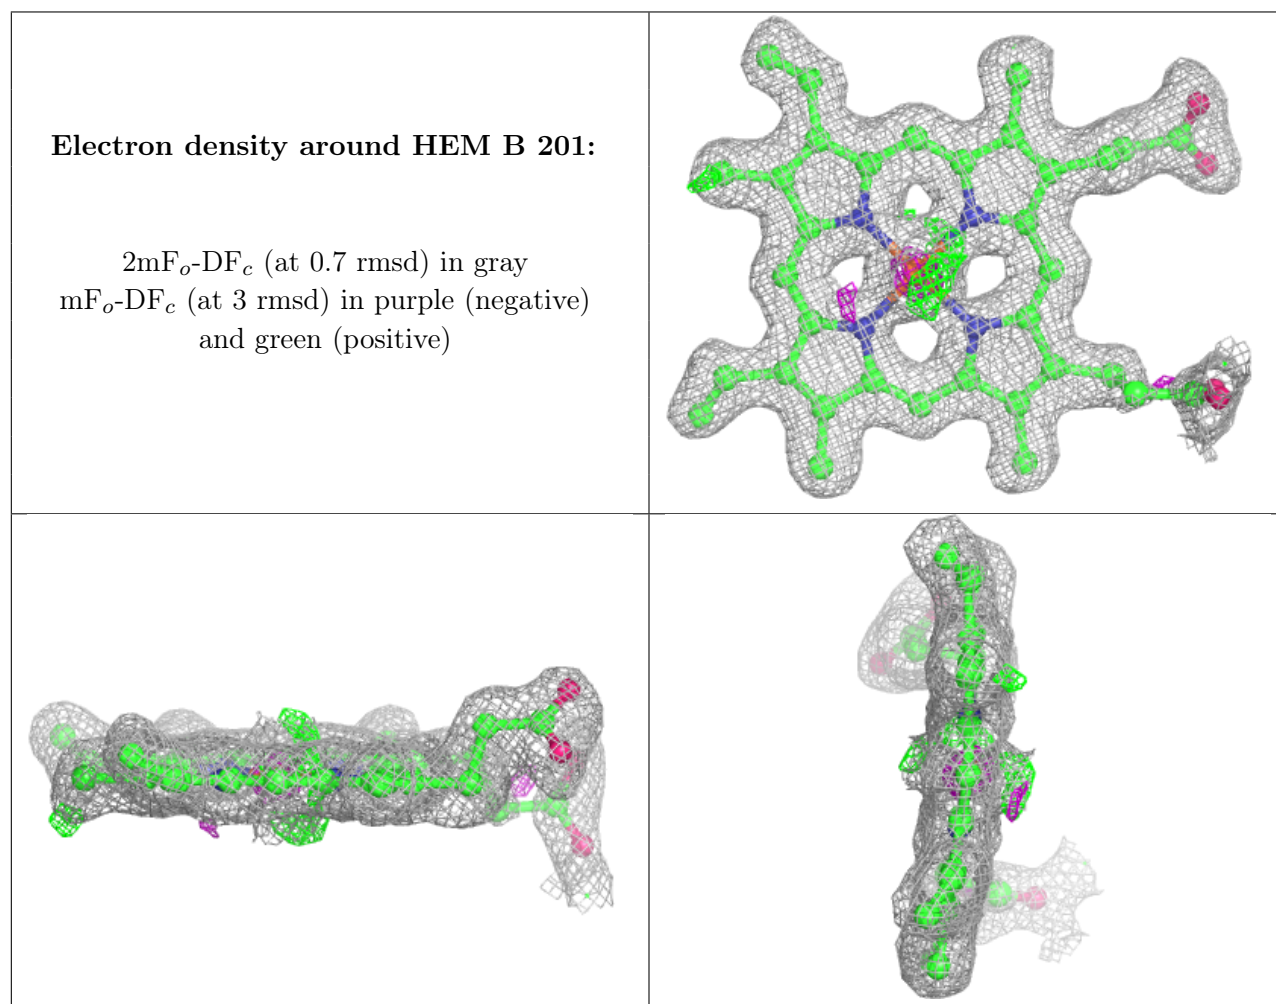 Electron density around HEM B 201:
2mFo-DFc (at 0.7 rmsd) in gray
mFo-DFc (at 3 rmsd) in purple (negative)
and green (positive)